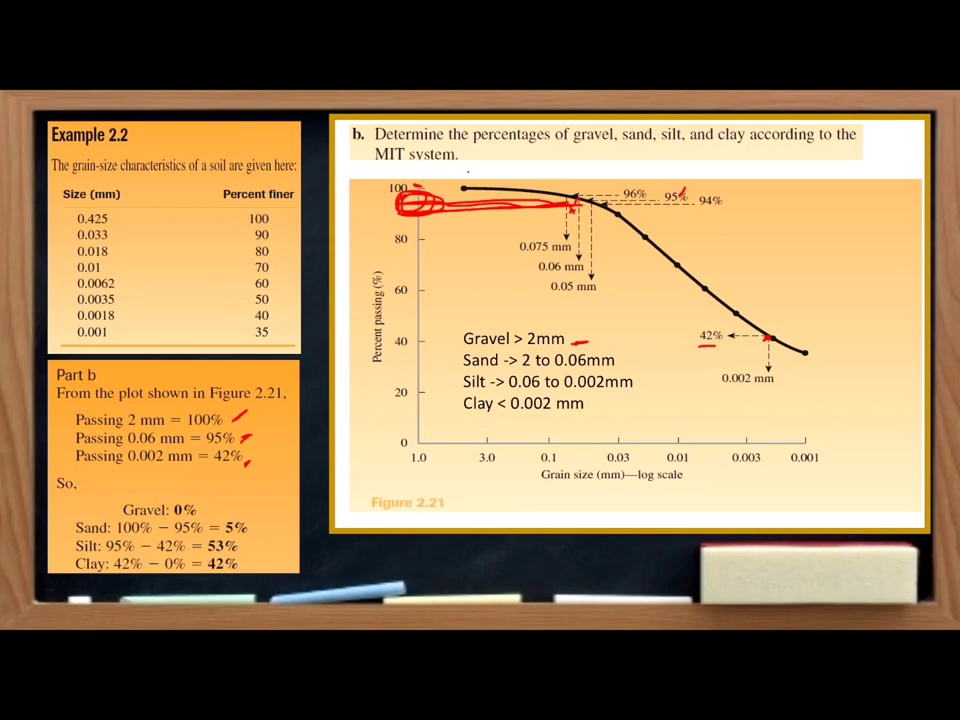 Example 2.2
The grain-size characteristics of a soil are given here:
Size (mm) Percent finer
0.425 100
0.033 90
0.018 80
0.01 70
0.0062 60
0.0035 50
0.0018 40
0.001 35
Part b
From the plot shown in Figure 2.21,
Passing 2 mm = 100%
Passing 0.06 mm = 95%
Passing 0.002 mm = 42%
So,
Gravel: 0%
Sand: 100% − 95% = 5%
Silt: 95% − 42% = 53%
Clay: 42% − 0% = 42%
b. Determine the percentages of gravel, sand, silt, and clay according to the
MIT system.
100
80
60
40
20
0
Percent passing (%)
96%
95%
94%
0.075 mm
0.06 mm
0.05 mm
Gravel > 2mm
Sand -> 2 to 0.06mm
Silt -> 0.06 to 0.002mm
Clay < 0.002 mm
42%
0.002 mm
1.0 3.0 0.1 0.03 0.01 0.003 0.001
Grain size (mm)—log scale
Figure 2.21